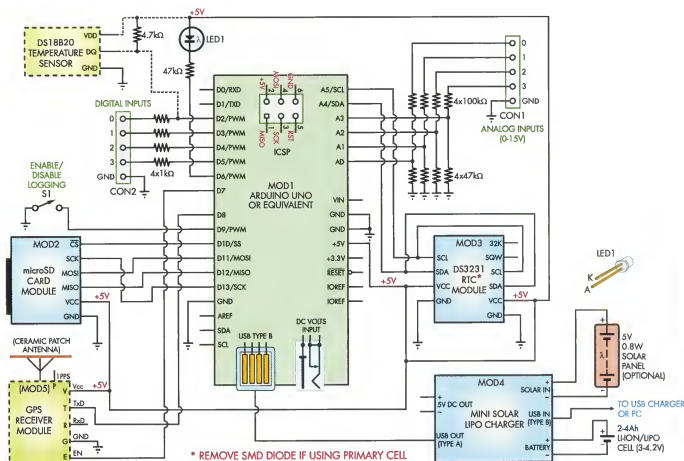 +5V
DS18B20
TEMPERATURE
SENSOR
VDD
DQ
GND
4.7kΩ
λ
LED1
47kΩ
DIGITAL INPUTS
0
1
2
3
GND
CON2
4x1kΩ
ENABLE/
DISABLE
LOGGING
S1
MOD2
microSD
CARD
MODULE
CS
SCK
MOSI
MISO
VCC
GND
+5V
(CERAMIC PATCH
ANTENNA)
(MOD5)
GPS
RECEIVER
MODULE
1PPS
P
V
T
R
G
E
Vcc
TxD
RxD
GND
EN
+5V
D0/RXD
D1/TXD
D2/PWM
D3/PWM
D4/PWM
D5/PWM
D6/PWM
D7
D8
D9/PWM
D10/SS
D11/MOSI
D12/MISO
D13/SCK
GND
AREF
SDA
SCL
+5V
MOSI
GND
2
4
6
1
3
5
MISO
SCK
RST
ICSP
MOD1
ARDUINO UNO
OR EQUIVALENT
USB TYPE B
DC VOLTS
INPUT
A5/SCL
A4/SDA
A3
A2
A1
A0
VIN
GND
GND
+5V
+3.3V
RESET
IOREF
IOREF
+5V
0
1
2
3
GND
CON1
ANALOG INPUTS
(0-15V)
4x100kΩ
4x47kΩ
MOD3
DS3231
RTC*
MODULE
SCL
SDA
VCC
GND
32K
SQW
SCL
SDA
VCC
GND
+5V
LED1
K
A
MOD4
MINI SOLAR
LIPO CHARGER
+
5V DC OUT
–
USB OUT
(TYPE A)
+
SOLAR IN
–
USB IN
(TYPE B)
+
BATTERY
–
+
λ
–
5V
0.8W
SOLAR
PANEL
(OPTIONAL)
TO USB CHARGER
OR PC
+
–
2-4Ah
LI-ION/LIPO
CELL (3-4.2V)
* REMOVE SMD DIODE IF USING PRIMARY CELL